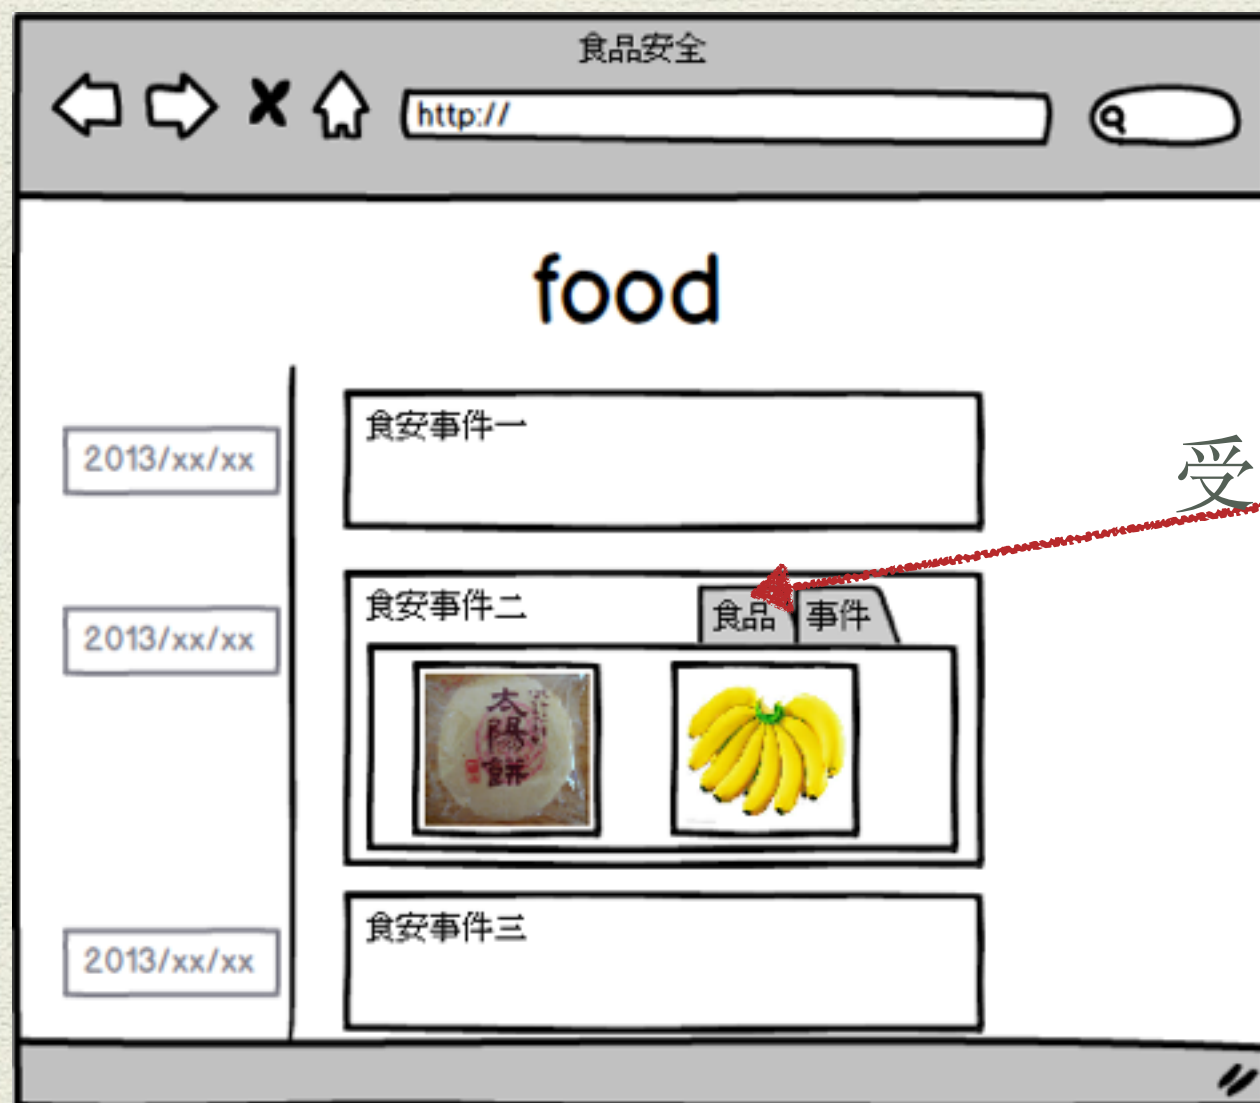 食品安全
http://
food
2013/xx/xx
食安事件一
受
2013/xx/xx
食安事件二
食品
事件
太陽餅
2013/xx/xx
食安事件三